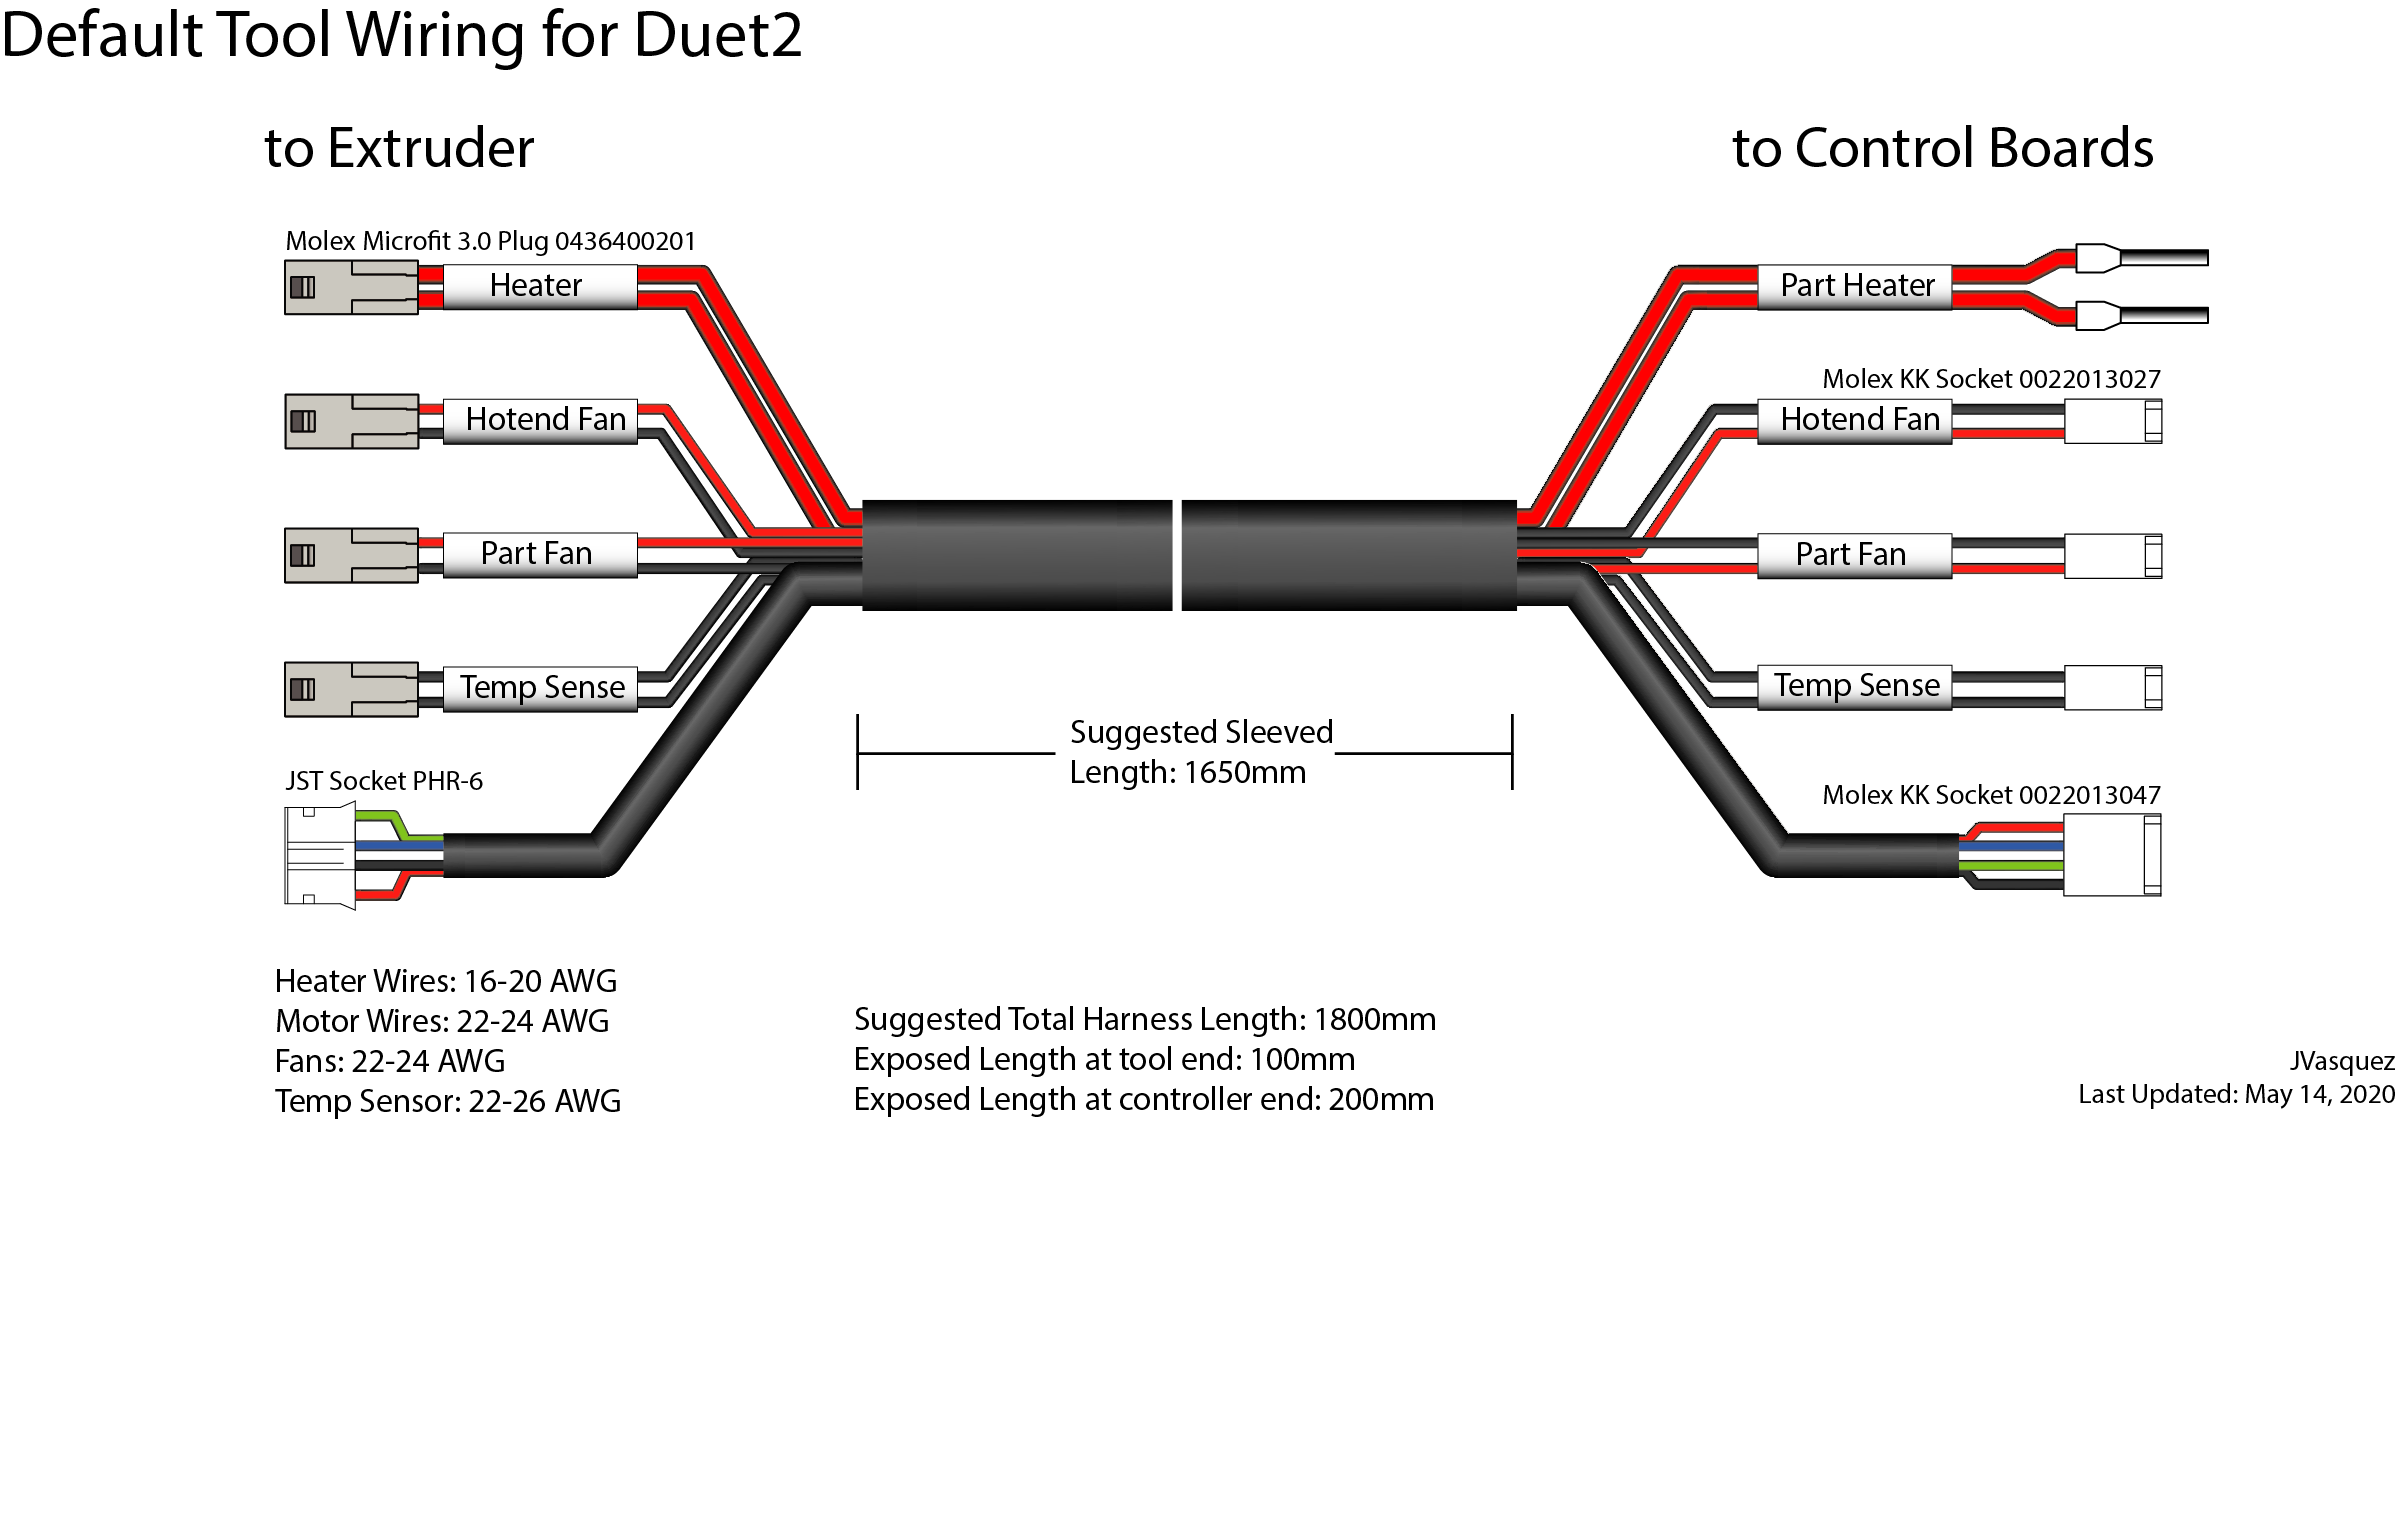 Default Tool Wiring for Duet2
to Extruder
to Control Boards
Molex Microfit 3.0 Plug 0436400201
Heater
Part Heater
Molex KK Socket 0022013027
Hotend Fan
Hotend Fan
Part Fan
Part Fan
Temp Sense
Temp Sense
Suggested Sleeved
Length: 1650mm
JST Socket PHR-6
Molex KK Socket 0022013047
Heater Wires: 16-20 AWG
Motor Wires: 22-24 AWG
Fans: 22-24 AWG
Temp Sensor: 22-26 AWG
Suggested Total Harness Length: 1800mm
Exposed Length at tool end: 100mm
Exposed Length at controller end: 200mm
JVasquez
Last Updated: May 14, 2020